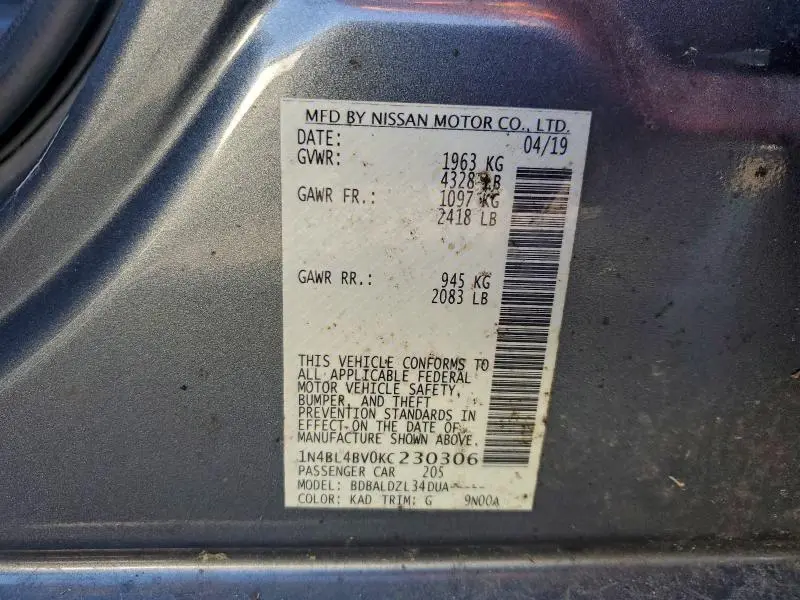 MFD BY NISSAN MOTOR CO., LTD.
DATE: 04/19
GVWR: 1963 KG
4328 LB
GAWR FR.: 1097 KG
2418 LB
GAWR RR.: 945 KG
2083 LB
THIS VEHICLE CONFORMS TO
ALL APPLICABLE FEDERAL
MOTOR VEHICLE SAFETY,
BUMPER, AND THEFT
PREVENTION STANDARDS IN
EFFECT ON THE DATE OF
MANUFACTURE SHOWN ABOVE.
1N4BL4BV0KC230306
PASSENGER CAR 205
MODEL: BDBALDZL34DUA-----
COLOR: KAD TRIM: G 9N00A